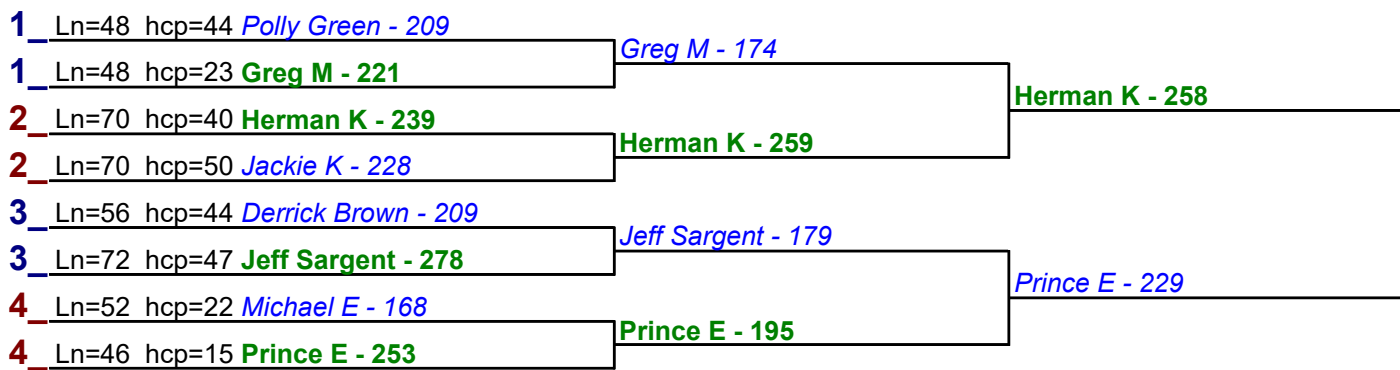 1_ Ln=48 hcp=44 Polly Green - 209
Greg M - 174
1_ Ln=48 hcp=23 Greg M - 221
Herman K - 258
2_ Ln=70 hcp=40 Herman K - 239
Herman K - 259
2_ Ln=70 hcp=50 Jackie K - 228
3_ Ln=56 hcp=44 Derrick Brown - 209
Jeff Sargent - 179
3_ Ln=72 hcp=47 Jeff Sargent - 278
Prince E - 229
4_ Ln=52 hcp=22 Michael E - 168
Prince E - 195
4_ Ln=46 hcp=15 Prince E - 253